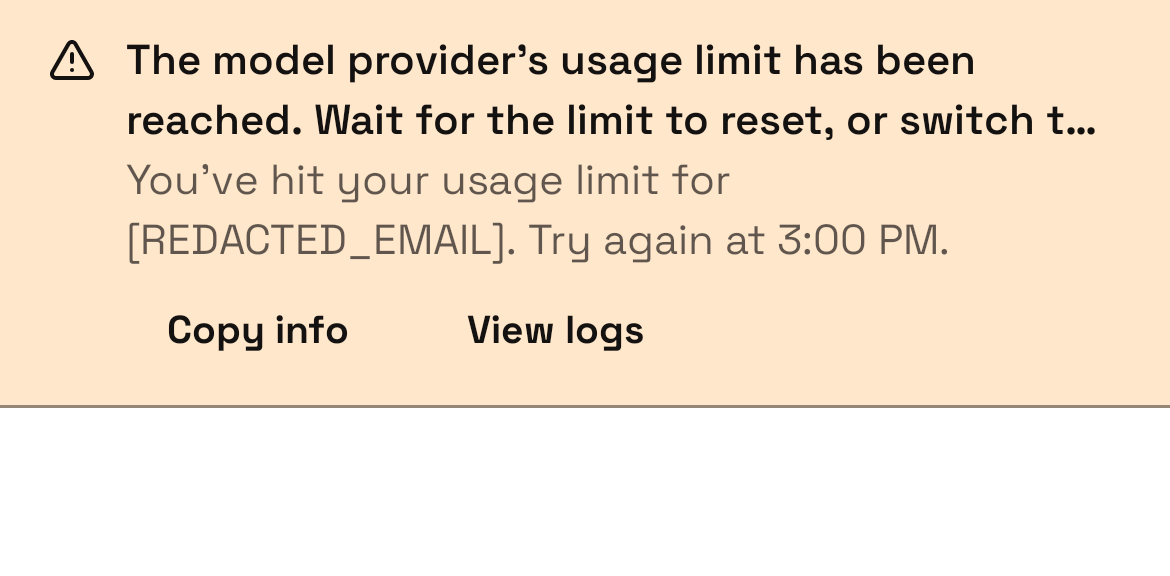 The model provider’s usage limit has been
reached. Wait for the limit to reset, or switch t...
You’ve hit your usage limit for
[REDACTED_EMAIL]. Try again at 3:00 PM.
Copy info View logs